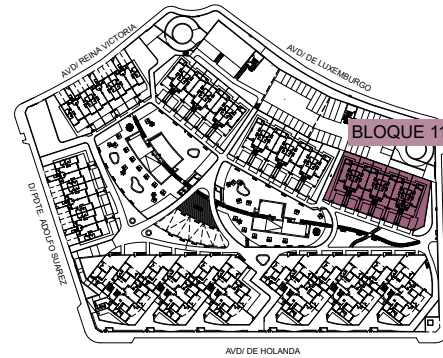 AVD/ REINA VICTORIA
AVD/ DE LUXEMBURGO
BLOQUE 11
D/ PDTE. ADOLFO SUAREZ
AVD/ DE HOLANDA